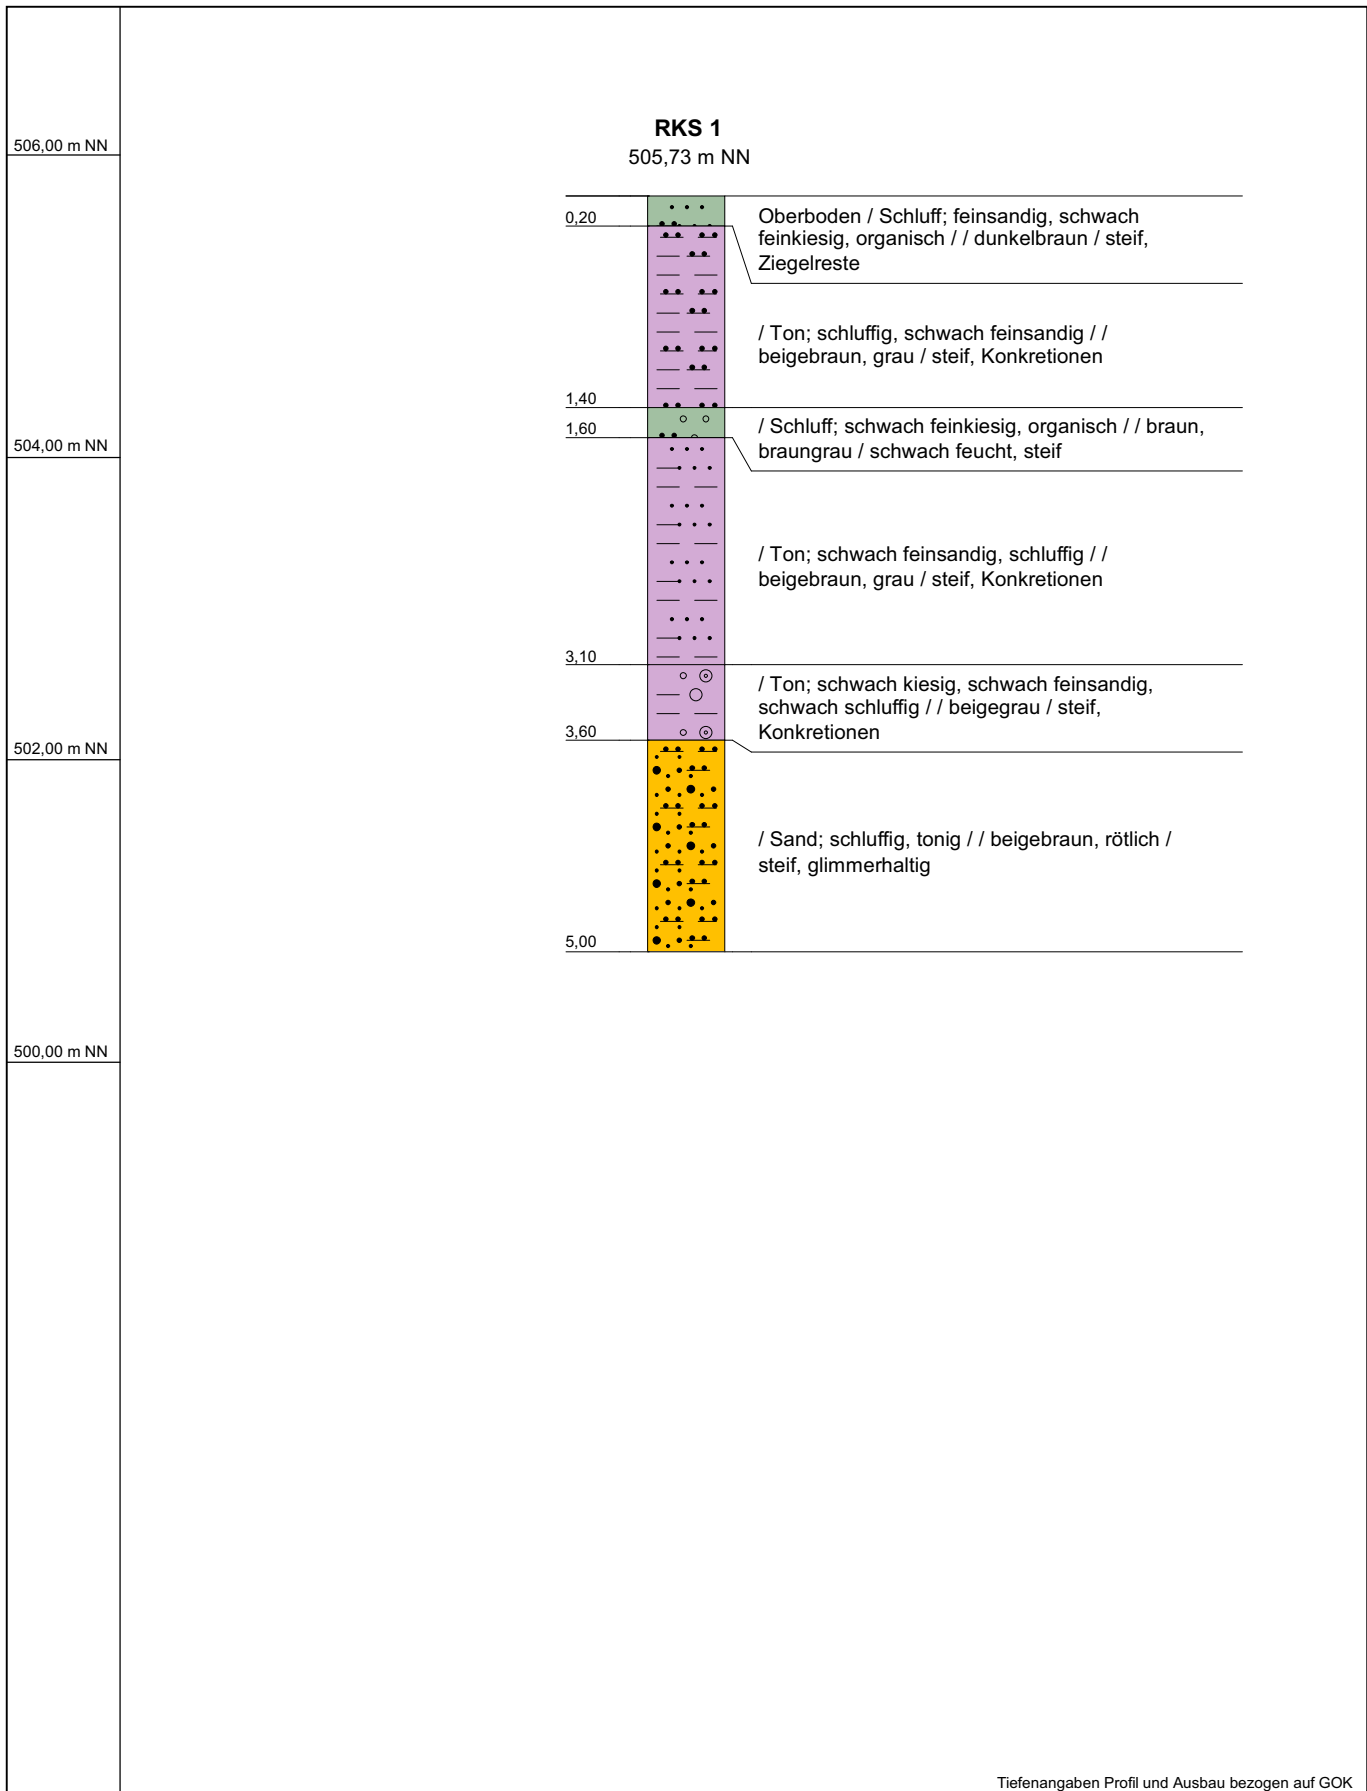 RKS 1
506,00 m NN
505,73 m NN
0,20
Oberboden / Schluff; feinsandig, schwach
feinkiesig, organisch / / dunkelbraun / steif,
Ziegelreste
/ Ton; schluffig, schwach feinsandig / /
beigebraun, grau / steif, Konkretionen
1,40
/ Schluff; schwach feinkiesig, organisch / / braun,
braungrau / schwach feucht, steif
1,60
504,00 m NN
/ Ton; schwach feinsandig, schluffig / /
beigebraun, grau / steif, Konkretionen
3,10
/ Ton; schwach kiesig, schwach feinsandig,
schwach schluffig / / beigegrau / steif,
Konkretionen
3,60
502,00 m NN
/ Sand; schluffig, tonig / / beigebraun, rötlich /
steif, glimmerhaltig
5,00
500,00 m NN
Tiefenangaben Profil und Ausbau bezogen auf GOK